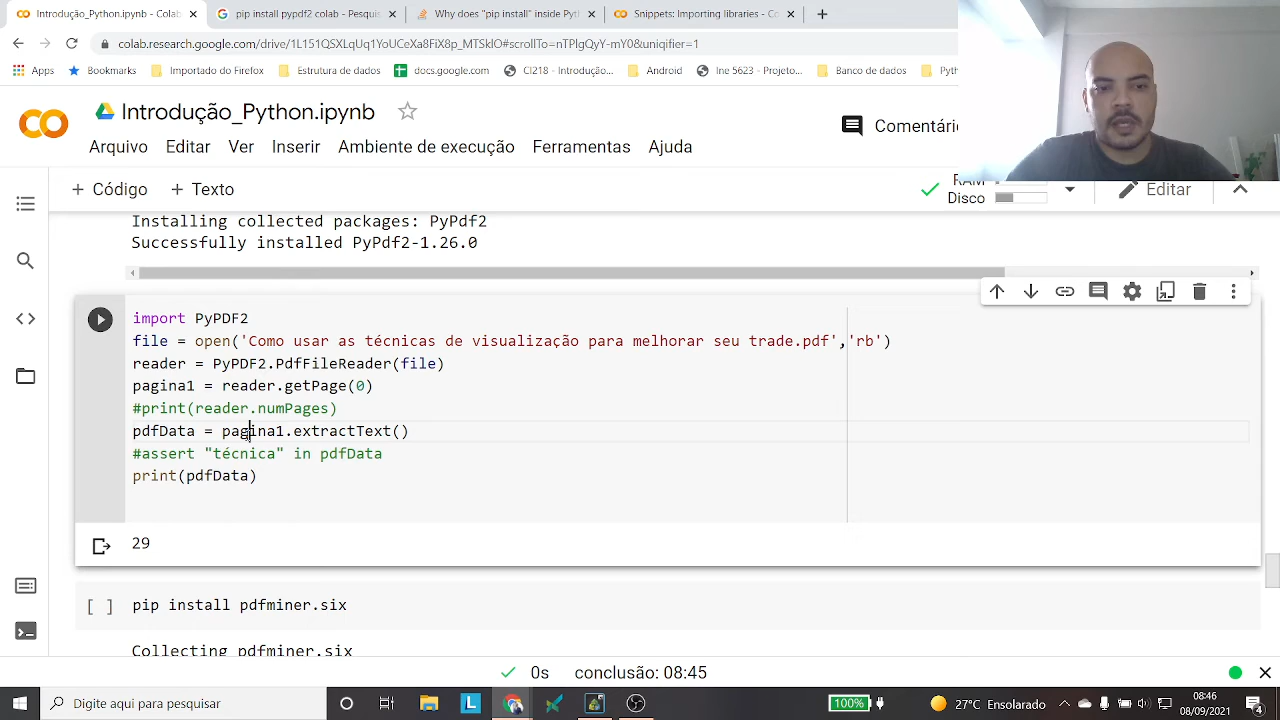 Introdução_Python.ipynb - Colab
pip install pypdf2 colab - Pesquis
Why does "pip install" inside Pyth
Snippets: Importing libraries - Co
colab.research.google.com/drive/1L151QSXLqUq1YoUCeXa8FiX8p_MTSkIO#scrollTo=nTPlgQyY-mY0&uniqifier=1
Apps Bookmarks Importado do Firefox Estrutura de dados docs.google.com CI218 - Introdução... Android Ine 5623 - Projeto... Banco de dados Pyth
Introdução_Python.ipynb
Comentário
Arquivo Editar Ver Inserir Ambiente de execução Ferramentas Ajuda
+ Código + Texto
RAM
Disco
Editar
Installing collected packages: PyPdf2
Successfully installed PyPdf2-1.26.0
import PyPDF2
file = open('Como usar as técnicas de visualização para melhorar seu trade.pdf','rb')
reader = PyPDF2.PdfFileReader(file)
pagina1 = reader.getPage(0)
#print(reader.numPages)
pdfData = pagina1.extractText()
#assert "técnica" in pdfData
print(pdfData)
29
[ ] pip install pdfminer.six
Collecting pdfminer.six
0s conclusão: 08:45
Digite aqui para pesquisar
L
100%
27°C Ensolarado
08:46
08/09/2021